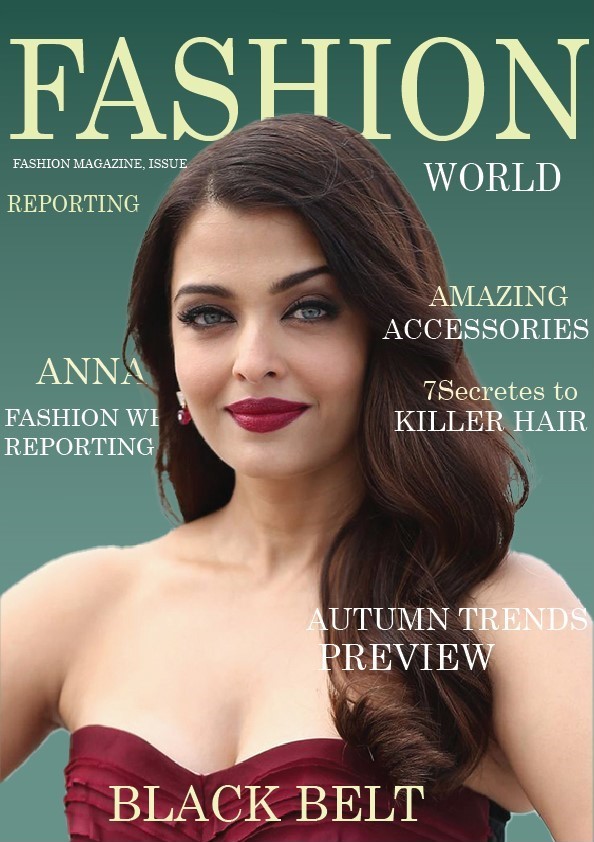 FASHION
FASHION MAGAZINE, ISSUE
WORLD
REPORTING
AMAZING
ACCESSORIES
ANNA
7Secretes to
KILLER HAIR
FASHION
REPORTING
AUTUMN TRENDS
PREVIEW
BLACK BELT